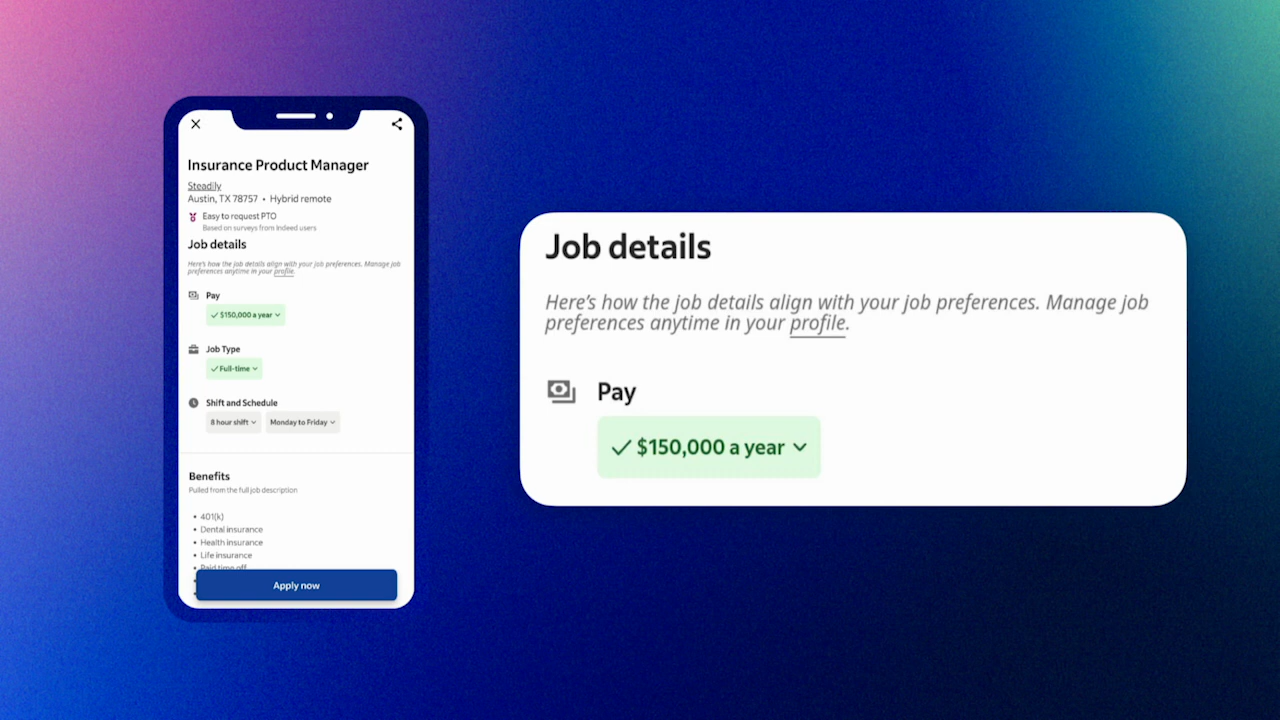 Insurance Product Manager
Steadily
Austin, TX 78757 • Hybrid remote
Easy to request PTO
Based on surveys from Indeed users
Job details
Here's how the job details align with your job preferences. Manage job
preferences anytime in your profile.
Pay
$150,000 a year
Job Type
Full-time
Shift and Schedule
8 hour shift Monday to Friday
Benefits
Pulled from the full job description
• 401(k)
• Dental insurance
• Health insurance
• Life insurance
• Paid time off
Apply now
Job details
Here's how the job details align with your job preferences. Manage job
preferences anytime in your profile.
Pay
$150,000 a year